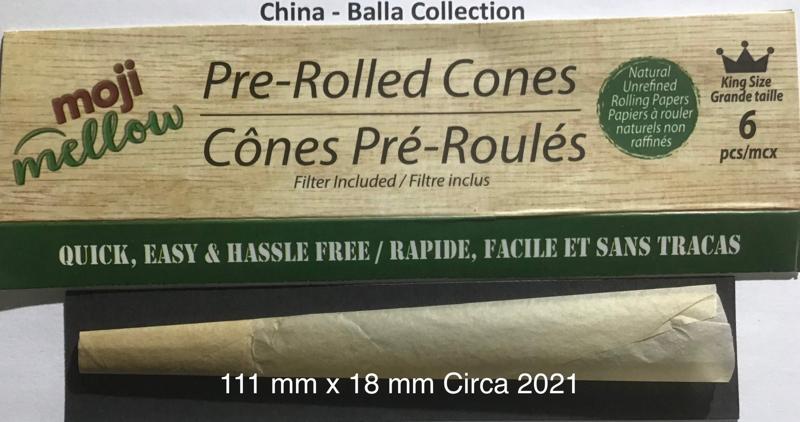 China - Balla Collection
moji
mellow
Pre-Rolled Cones
Cônes Pré-Roulés
Filter Included / Filtre inclus
Natural
Unrefined
Rolling Papers
Papiers à rouler
naturels non
raffinés
King Size
Grande taille
6
pcs/mcx
QUICK, EASY & HASSLE FREE / RAPIDE, FACILE ET SANS TRACAS
111 mm x 18 mm Circa 2021